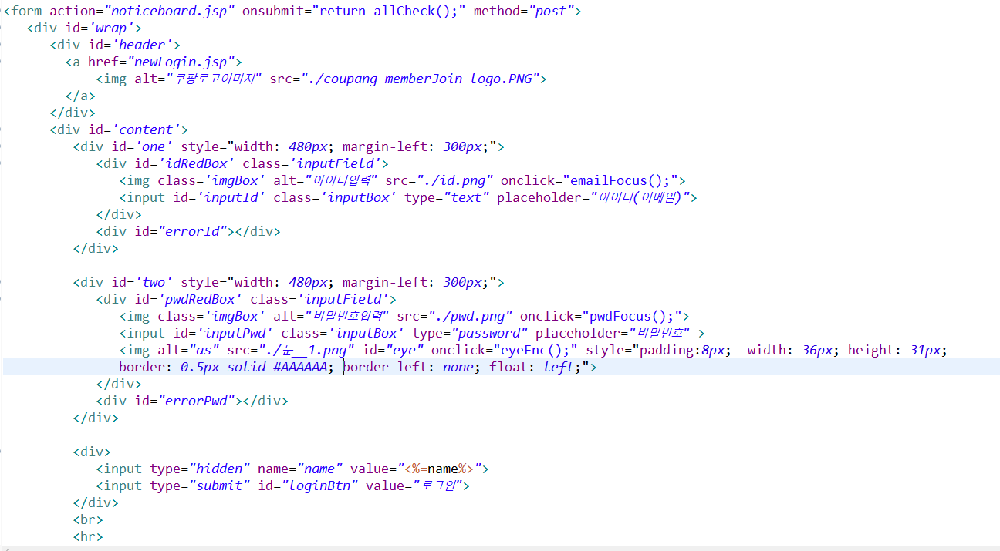 <form action="noticeboard.jsp" onsubmit="return allCheck();" method="post">
<div id='wrap'>
<div id='header'>
<a href="newLogin.jsp">
<img alt="쿠팡로고이미지" src="./coupang_memberJoin_logo.PNG">
</a>
</div>
<div id='content'>
<div id='one' style="width: 480px; margin-left: 300px;">
<div id='idRedBox' class='inputField'>
<img class='imgBox' alt="아이디입력" src="./id.png" onclick="emailFocus();">
<input id='inputId' class='inputBox' type="text" placeholder="아이디(이메일)">
</div>
<div id="errorId"></div>
</div>
<div id='two' style="width: 480px; margin-left: 300px;">
<div id='pwdRedBox' class='inputField'>
<img class='imgBox' alt="비밀번호입력" src="./pwd.png" onclick="pwdFocus();">
<input id='inputPwd' class='inputBox' type="password" placeholder="비밀번호" >
<img alt="as" src="./눈__1.png" id="eye" onclick="eyeFnc();" style="padding:8px;  width: 36px; height: 31px;
border: 0.5px solid #AAAAAA; border-left: none; float: left;">
</div>
<div id="errorPwd"></div>
</div>
<div>
<input type="hidden" name="name" value="<%=name%>">
<input type="submit" id="loginBtn" value="로그인">
</div>
<br>
<hr>